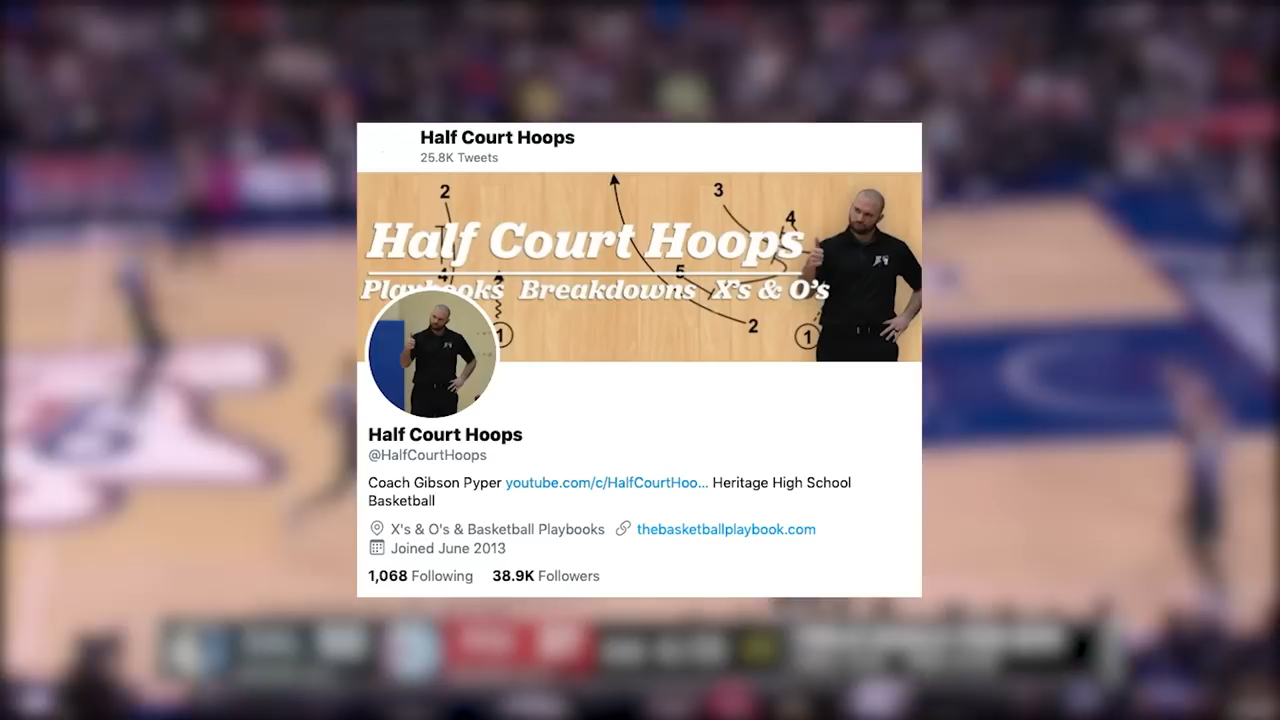 Half Court Hoops
25.8K Tweets
2
3
4
Half Court Hoops
5
4
Playbooks Breakdowns X's & O's
2
1
1
Half Court Hoops
@HalfCourtHoops
Coach Gibson Pyper youtube.com/c/HalfCourtHoo... Heritage High School
Basketball
X's & O's & Basketball Playbooks thebasketballplaybook.com
Joined June 2013
1,068 Following 38.9K Followers